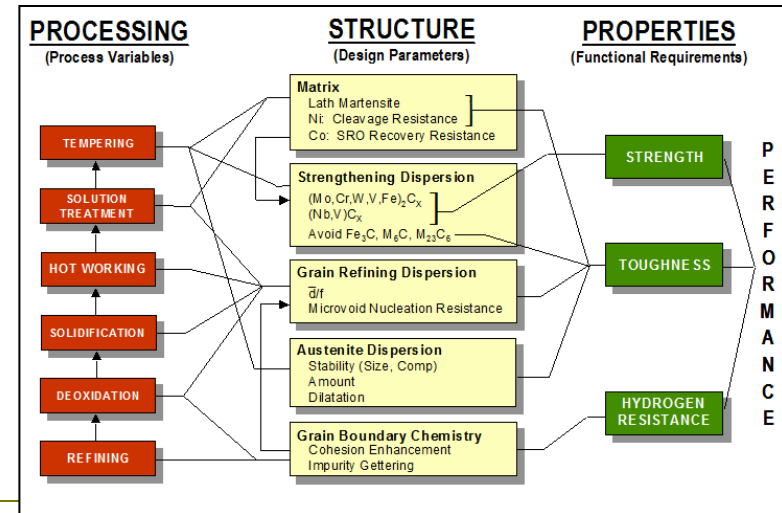 PROCESSING
(Process Variables)
STRUCTURE
(Design Parameters)
PROPERTIES
(Functional Requirements)
TEMPERING
SOLUTION
TREATMENT
HOT WORKING
SOLIDIFICATION
DEOXIDATION
REFINING
Matrix
Lath Martensite
Ni: Cleavage Resistance
Co: SRO Recovery Resistance
Strengthening Dispersion
(Mo,Cr,W,V,Fe)₂Cₓ
(Nb,V)Cₓ
Avoid Fe₃C, M₆C, M₂₃C₆
Grain Refining Dispersion
d̅/f
Microvoid Nucleation Resistance
Austenite Dispersion
Stability (Size, Comp)
Amount
Dilatation
Grain Boundary Chemistry
Cohesion Enhancement
Impurity Gettering
STRENGTH
TOUGHNESS
HYDROGEN
RESISTANCE
PERFORMANCE